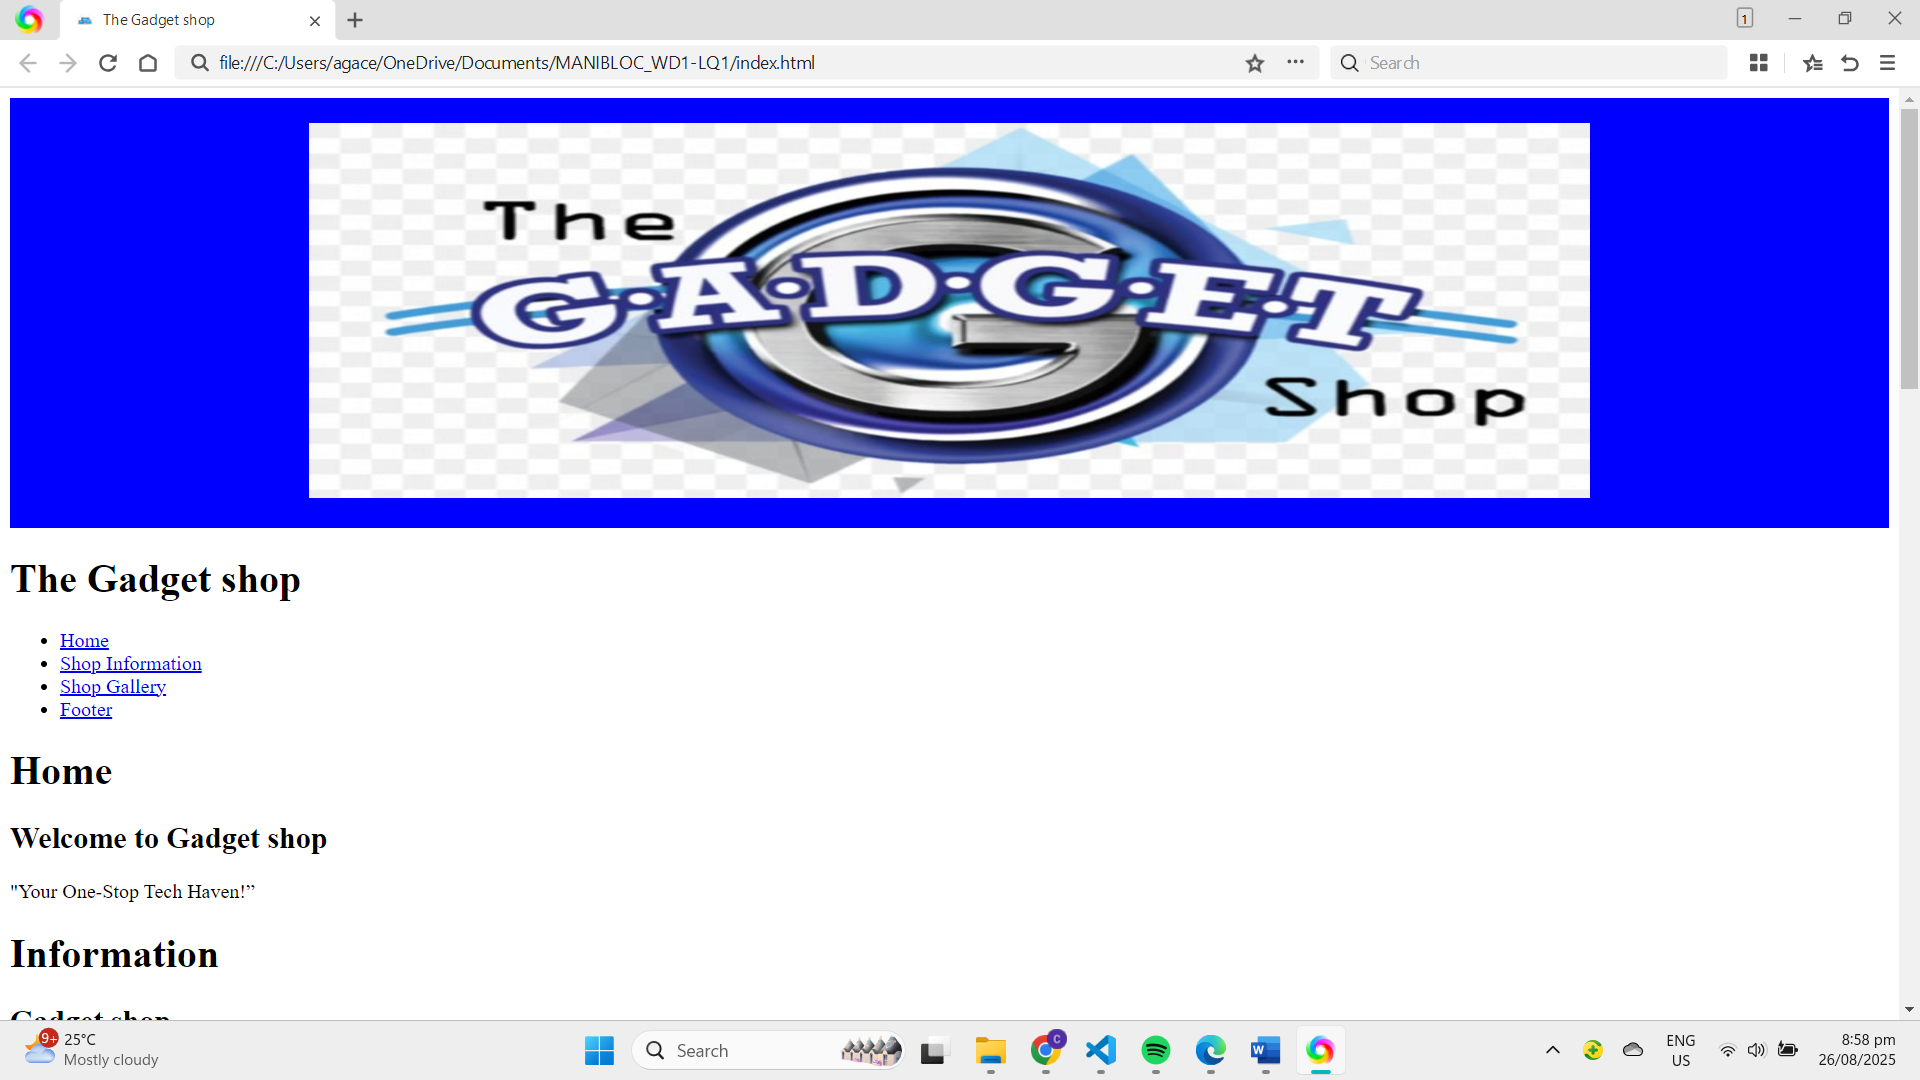 The Gadget shop
1
file:///C:/Users/agace/OneDrive/Documents/MANIBLOC_WD1-LQ1/index.html
Search
The
G·A·D·G·E·T
G
Shop
The Gadget shop
• Home
• Shop Information
• Shop Gallery
• Footer
Home
Welcome to Gadget shop
"Your One-Stop Tech Haven!”
Information
Gadget shop
9+
25°C
Mostly cloudy
Search
C
W
ENG
US
8:58 pm
26/08/2025